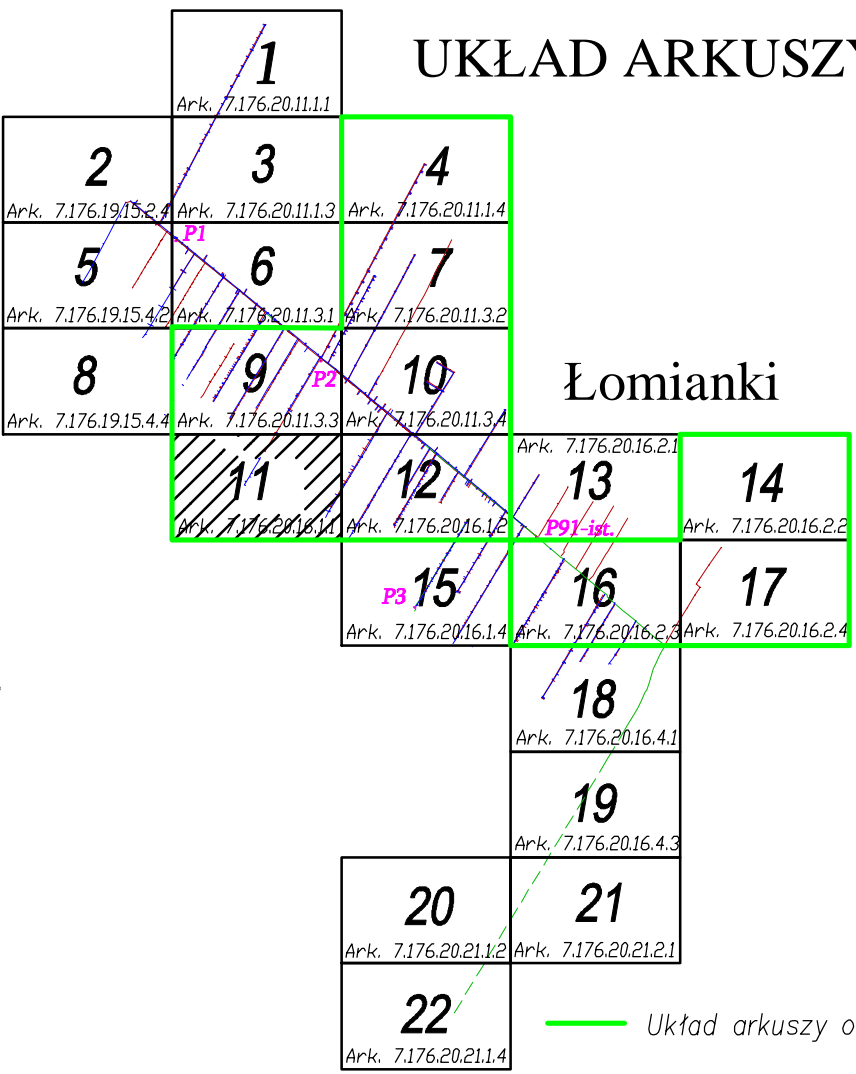 UKŁAD ARKUSZY
1
Ark. 7.176.20.11.1.1
2
Ark. 7.176.19.15.2.4
3
Ark. 7.176.20.11.1.3
4
Ark. 7.176.20.11.1.4
P1
5
Ark. 7.176.19.15.4.2
6
Ark. 7.176.20.11.3.1
7
Ark. 7.176.20.11.3.2
8
Ark. 7.176.19.15.4.4
9
Ark. 7.176.20.11.3.3
P2
10
Ark. 7.176.20.11.3.4
Łomianki
11
Ark. 7.176.20.16.1.1
12
Ark. 7.176.20.16.1.2
Ark. 7.176.20.16.2.1
13
P91-ist.
14
Ark. 7.176.20.16.2.2
P3
15
Ark. 7.176.20.16.1.4
16
Ark. 7.176.20.16.2.3
17
Ark. 7.176.20.16.2.4
18
Ark. 7.176.20.16.4.1
19
Ark. 7.176.20.16.4.3
20
Ark. 7.176.20.21.1.2
21
Ark. 7.176.20.21.2.1
22
Ark. 7.176.20.21.1.4
Układ arkuszy o